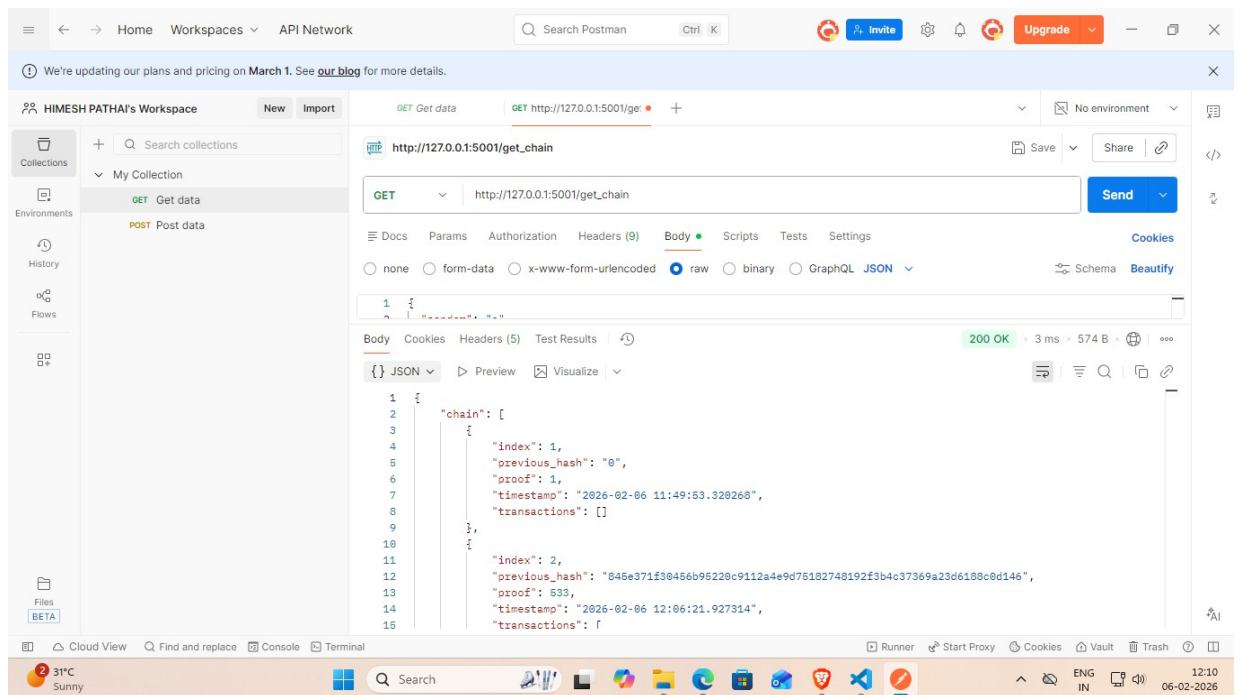 Home Workspaces API Network Search Postman Ctrl K Invite Upgrade
We're updating our plans and pricing on March 1. See our blog for more details.
HIMESH PATHAI's Workspace New Import GET Get data GET http://127.0.0.1:5001/get No environment
Collections Search collections HTTP http://127.0.0.1:5001/get_chain Save Share
My Collection
GET Get data GET http://127.0.0.1:5001/get_chain Send
Environments
POST Post data
Docs Params Authorization Headers (9) Body Scripts Tests Settings Cookies
History
none form-data x-www-form-urlencoded raw binary GraphQL JSON Schema Beautify
Flows
1 {
Body Cookies Headers (5) Test Results 200 OK 3 ms 574 B
{} JSON Preview Visualize
1 {
2 "chain": [
3 {
4 "index": 1,
5 "previous_hash": "0",
6 "proof": 1,
7 "timestamp": "2026-02-06 11:49:53.320268",
8 "transactions": []
9 },
10 {
11 "index": 2,
12 "previous_hash": "845e371f30456b95220c9112a4e9d75182748192f3b4c37369a23d6188c0d146",
13 "proof": 533,
14 "timestamp": "2026-02-06 12:06:21.927314",
15 "transactions": [
Files
BETA
AI
Cloud View Find and replace Console Terminal Runner Start Proxy Cookies Vault Trash
2 31°C
Sunny
Search
ENG
IN
12:10
06-02-2026